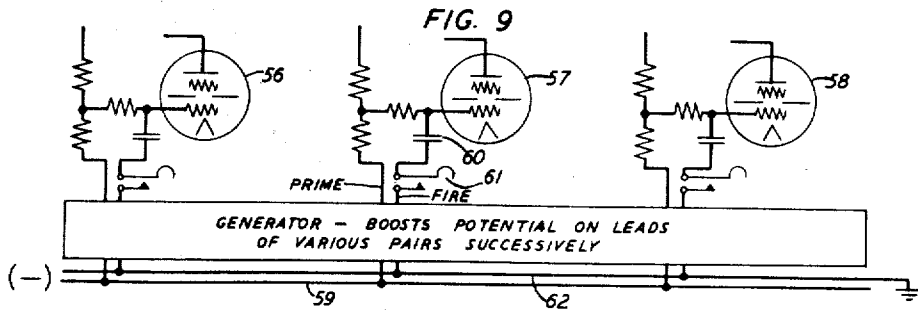 FIG. 9
56
57
58
60
61
PRIME
FIRE
GENERATOR — BOOSTS POTENTIAL ON LEADS
OF VARIOUS PAIRS SUCCESSIVELY
(—)
59
62